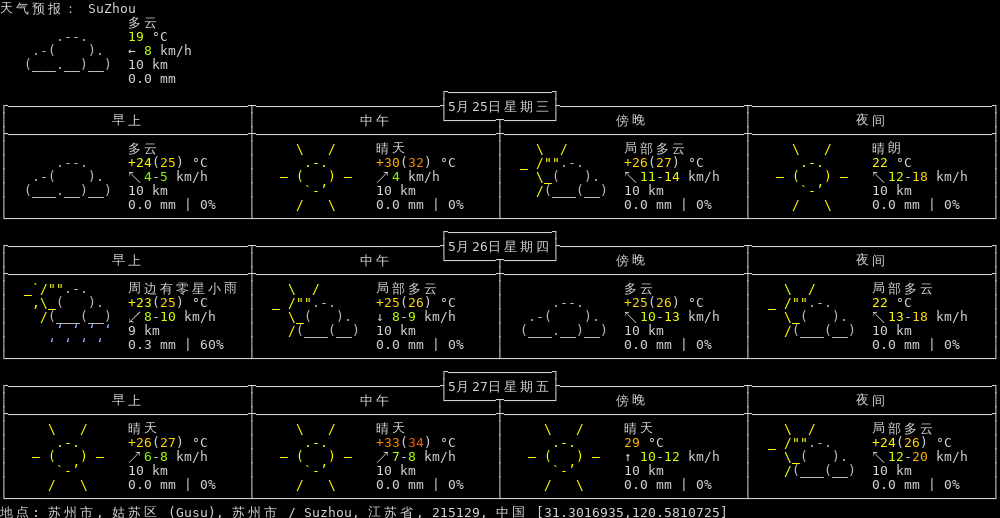 天气预报： SuZhou
多云
19 °C
← 8 km/h
10 km
0.0 mm
5月25日星期三
早上 中午 傍晚 夜间
多云 晴天 局部多云 晴朗
+24(25) °C +30(32) °C +26(27) °C 22 °C
↖ 4-5 km/h ↗ 4 km/h ↖ 11-14 km/h ↖ 12-18 km/h
10 km 10 km 10 km 10 km
0.0 mm | 0% 0.0 mm | 0% 0.0 mm | 0% 0.0 mm | 0%
5月26日星期四
早上 中午 傍晚 夜间
周边有零星小雨 局部多云 多云 局部多云
+23(25) °C +25(26) °C +25(26) °C 22 °C
↙ 8-10 km/h ↓ 8-9 km/h ↖ 10-13 km/h ↖ 13-18 km/h
9 km 10 km 10 km 10 km
0.3 mm | 60% 0.0 mm | 0% 0.0 mm | 0% 0.0 mm | 0%
5月27日星期五
早上 中午 傍晚 夜间
晴天 晴天 晴天 局部多云
+26(27) °C +33(34) °C 29 °C +24(26) °C
↗ 6-8 km/h ↗ 7-8 km/h ↑ 10-12 km/h ↖ 12-20 km/h
10 km 10 km 10 km 10 km
0.0 mm | 0% 0.0 mm | 0% 0.0 mm | 0% 0.0 mm | 0%
地点: 苏州市, 姑苏区 (Gusu), 苏州市 / Suzhou, 江苏省, 215129, 中国 [31.3016935,120.5810725]